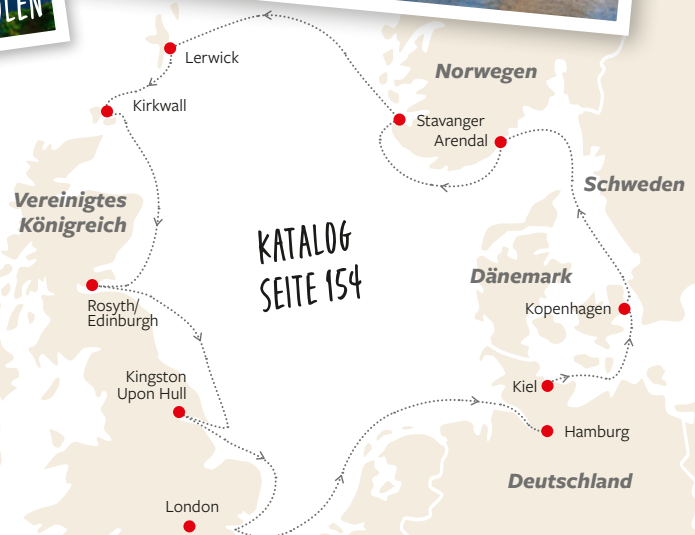 LEN
Lerwick
Kirkwall
Norwegen
Stavanger
Arendal
Schweden
Vereinigtes
Königreich
KATALOG
SEITE 154
Dänemark
Kopenhagen
Rosyth/
Edinburgh
Kingston
Upon Hull
Kiel
Hamburg
Deutschland
London